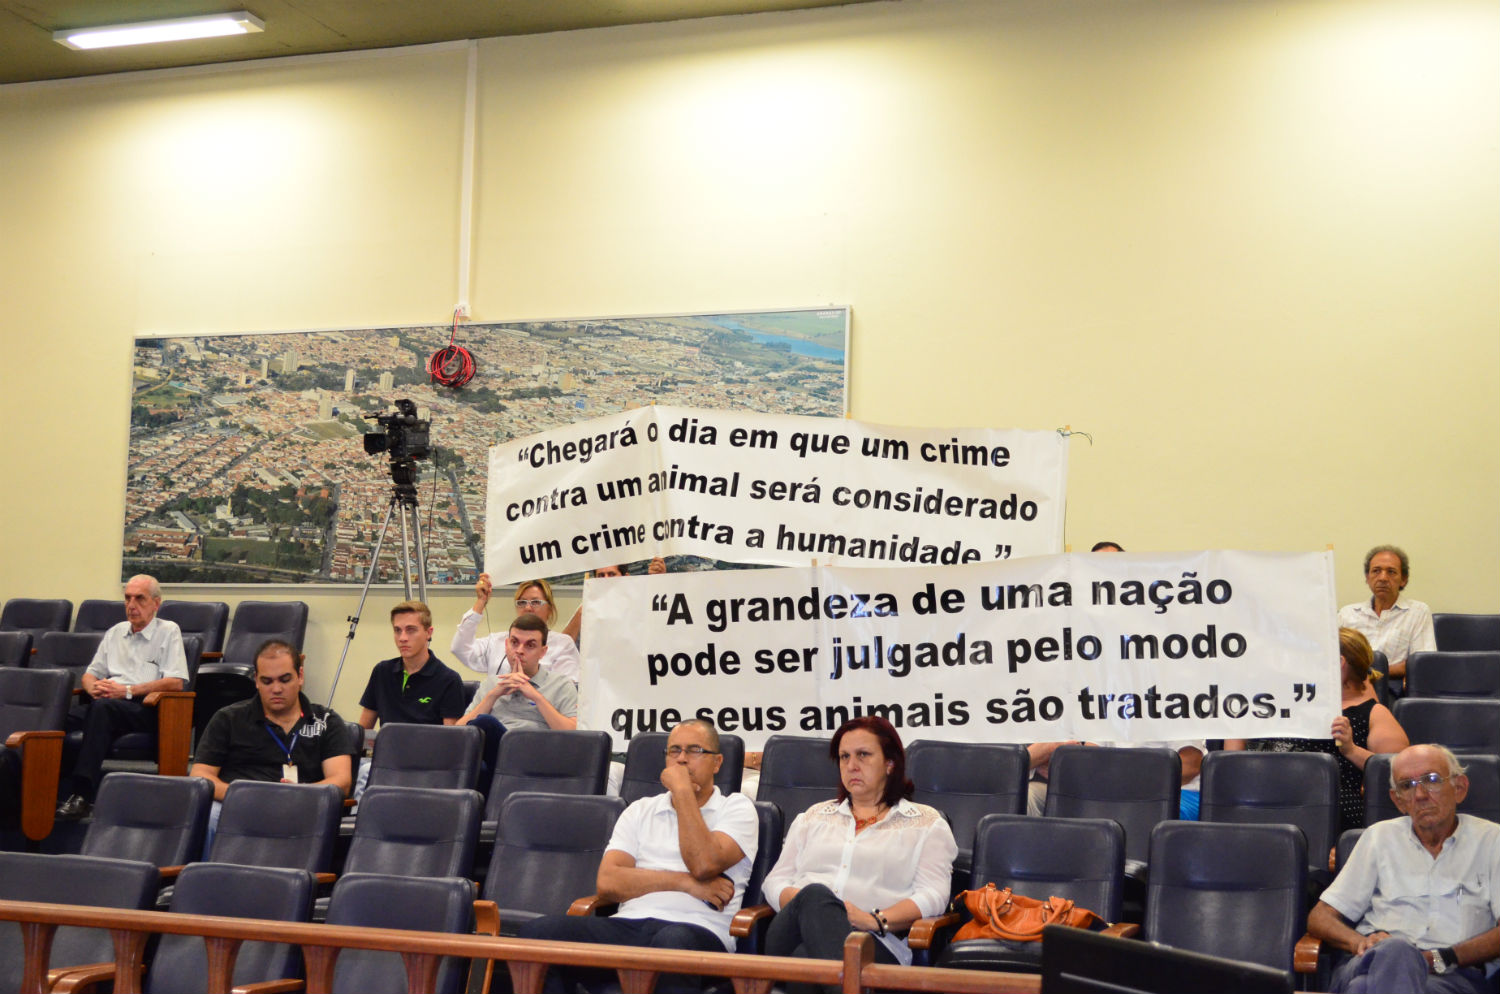 “Chegará o dia em que um crime
contra um animal será considerado
um crime contra a humanidade.”
“A grandeza de uma nação
pode ser julgada pelo modo
que seus animais são tratados.”